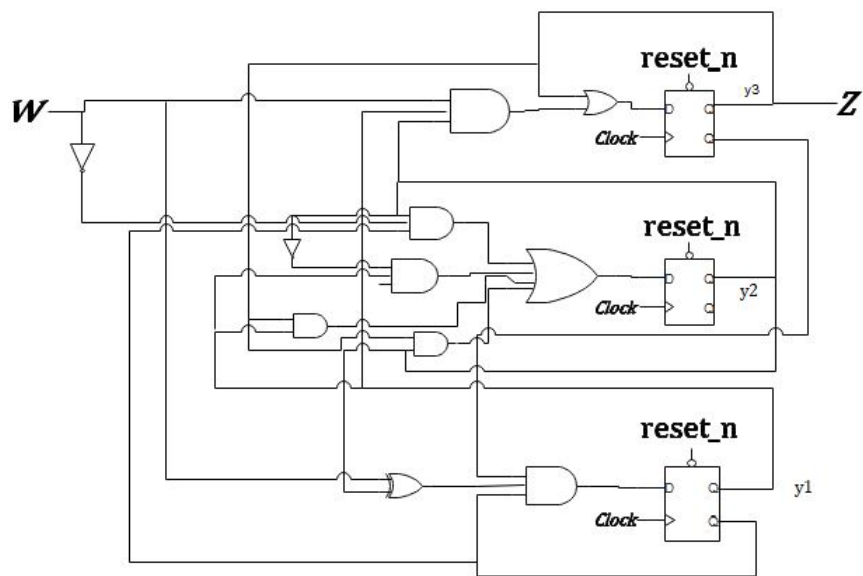 reset_n
y3
W
Z
Clock
reset_n
y2
Clock
reset_n
y1
Clock